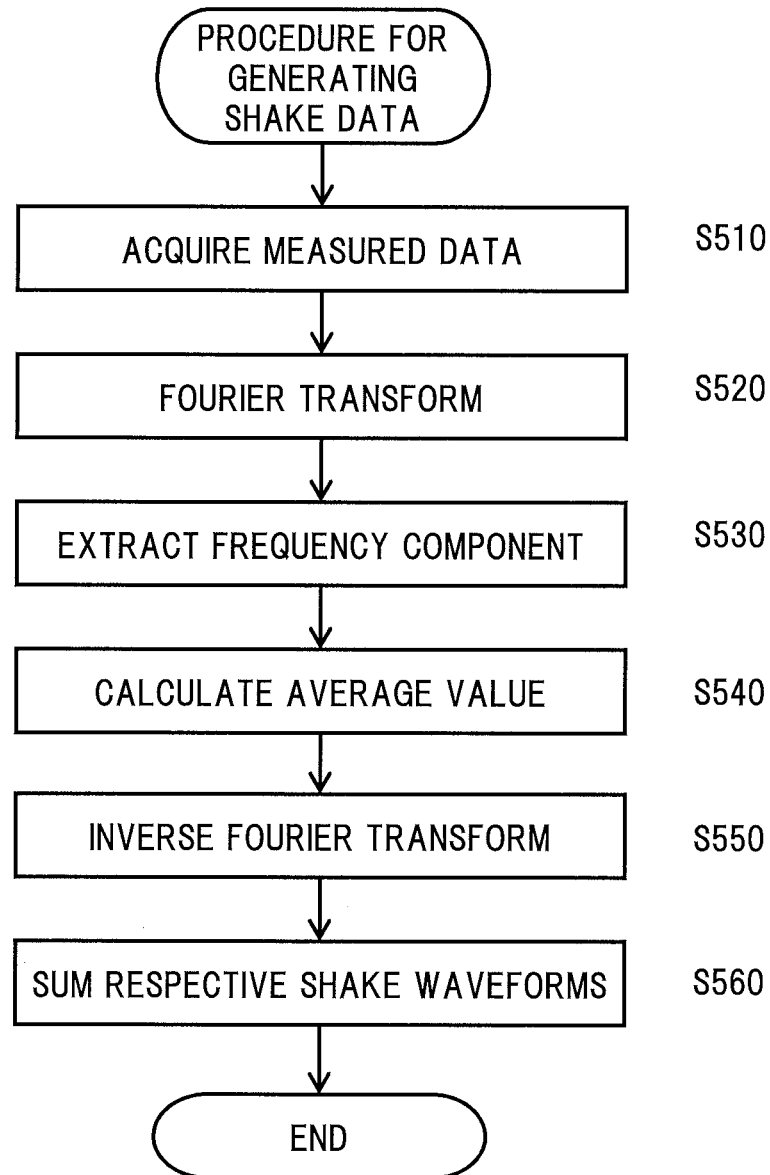 PROCEDURE FOR
GENERATING
SHAKE DATA
ACQUIRE MEASURED DATA
S510
FOURIER TRANSFORM
S520
EXTRACT FREQUENCY COMPONENT
S530
CALCULATE AVERAGE VALUE
S540
INVERSE FOURIER TRANSFORM
S550
SUM RESPECTIVE SHAKE WAVEFORMS
S560
END